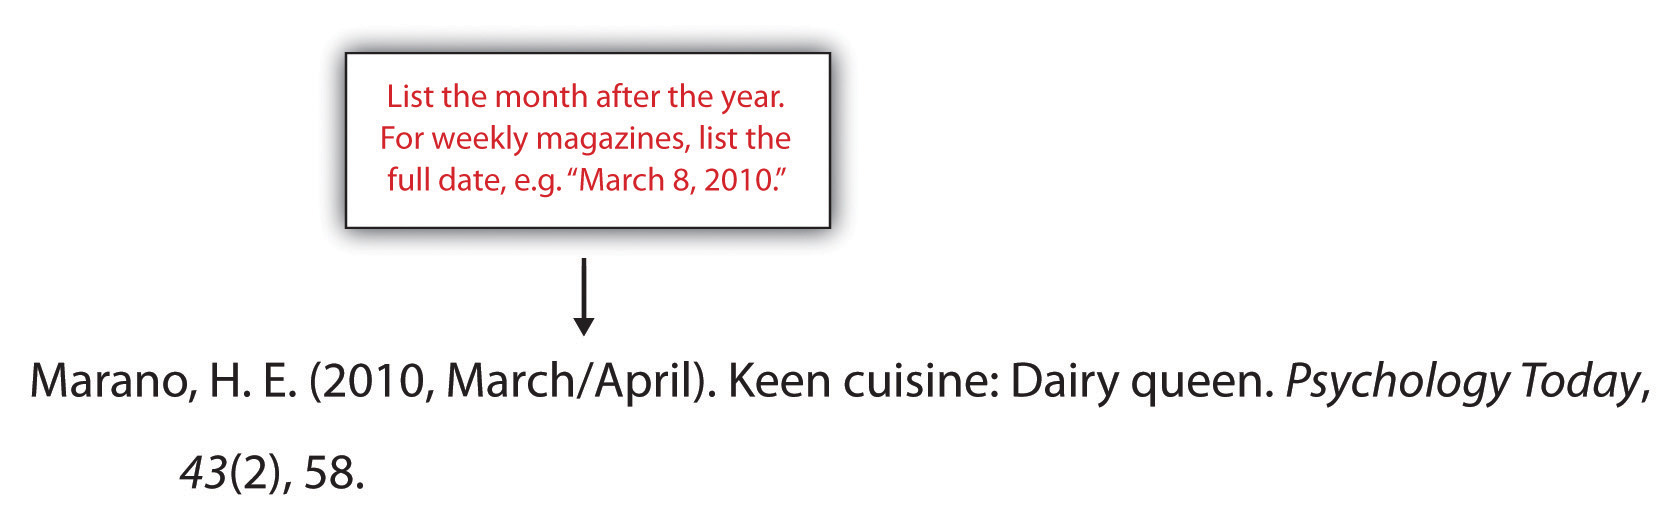 List the month after the year.
For weekly magazines, list the
full date, e.g. “March 8, 2010.”
Marano, H. E. (2010, March/April). Keen cuisine: Dairy queen. Psychology Today,
43(2), 58.